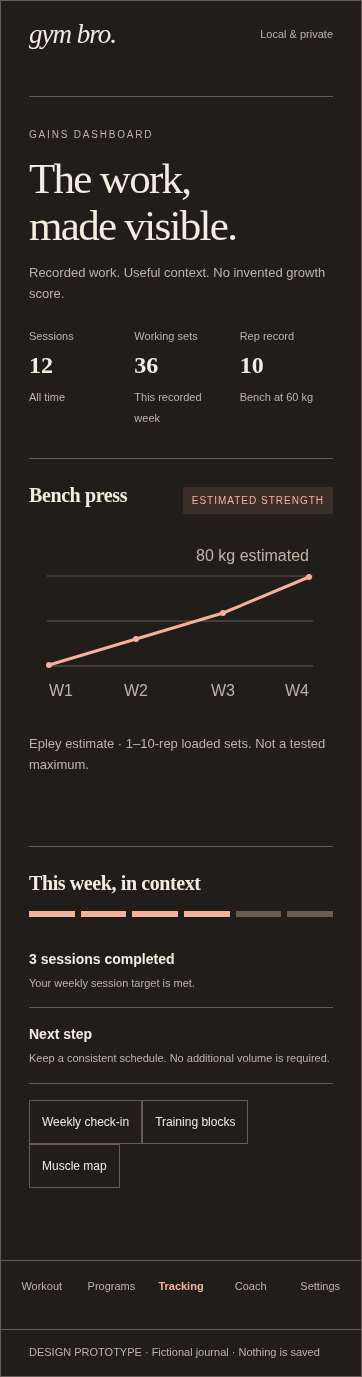 gym bro.
Local & private
GAINS DASHBOARD
The work,
made visible.
Recorded work. Useful context. No invented growth
score.
Sessions
12
All time
Working sets
36
This recorded
week
Rep record
10
Bench at 60 kg
Bench press
ESTIMATED STRENGTH
80 kg estimated
W1 W2 W3 W4
Epley estimate · 1–10-rep loaded sets. Not a tested
maximum.
This week, in context
3 sessions completed
Your weekly session target is met.
Next step
Keep a consistent schedule. No additional volume is required.
Weekly check-in
Training blocks
Muscle map
Workout Programs Tracking Coach Settings
DESIGN PROTOTYPE · Fictional journal · Nothing is saved